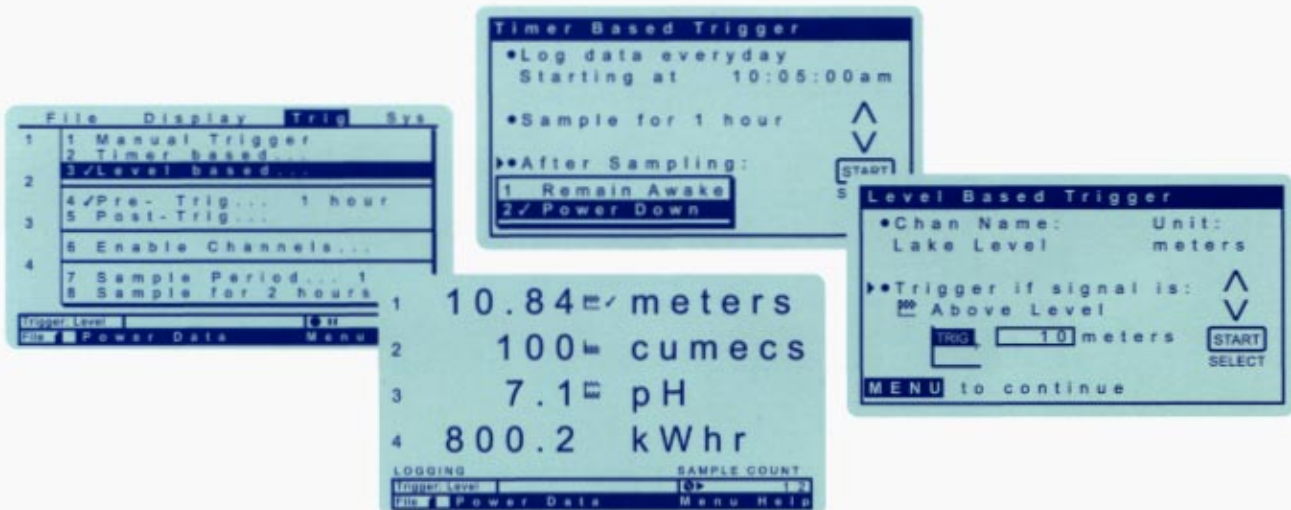 File Display Trig Sys
1 1 Manual Trigger
2 Timer based...
3 ✓Level based...
2
4 ✓Pre- Trig... 1 hour
3 5 Post-Trig...
6 Enable Channels...
4
7 Sample Period... 1
8 Sample for 2 hours
Trigger: Level
File Power Data Menu
Timer Based Trigger
•Log data everyday
Starting at 10:05:00am
•Sample for 1 hour
•After Sampling:
1 Remain Awake
2✓ Power Down
START
S
1 10.84 ✓ meters
2 100 cumecs
3 7.1 pH
4 800.2 kWhr
LOGGING SAMPLE COUNT
Trigger: Level 12
File Power Data Menu Help
Level Based Trigger
•Chan Name: Unit:
Lake Level meters
•Trigger if signal is:
Above Level
TRIG 10 meters
START
SELECT
MENU to continue